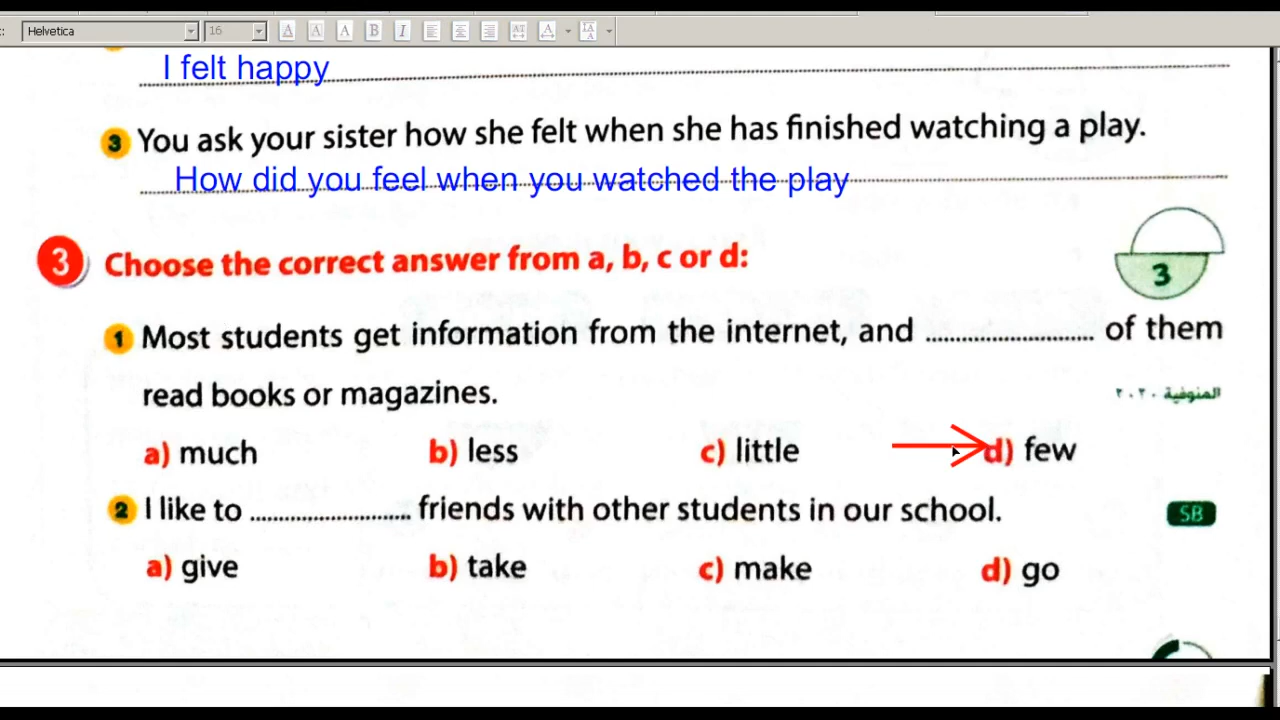 Helvetica 16
I felt happy
3 You ask your sister how she felt when she has finished watching a play.
How did you feel when you watched the play
3 Choose the correct answer from a, b, c or d:
3
1 Most students get information from the internet, and ............................ of them
read books or magazines.
المنوفية ٢٠٢٠
a) much b) less c) little d) few
2 I like to ........................... friends with other students in our school.
SB
a) give b) take c) make d) go